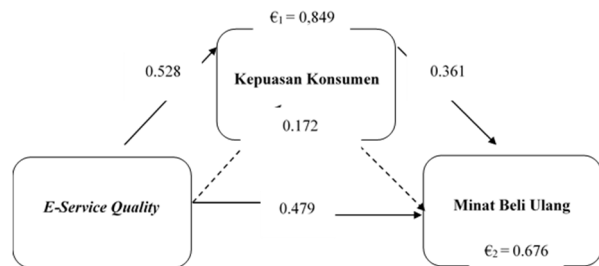 €1 = 0,849
0.528
Kepuasan Konsumen
0.361
0.172
E-Service Quality
0.479
Minat Beli Ulang
€2 = 0.676